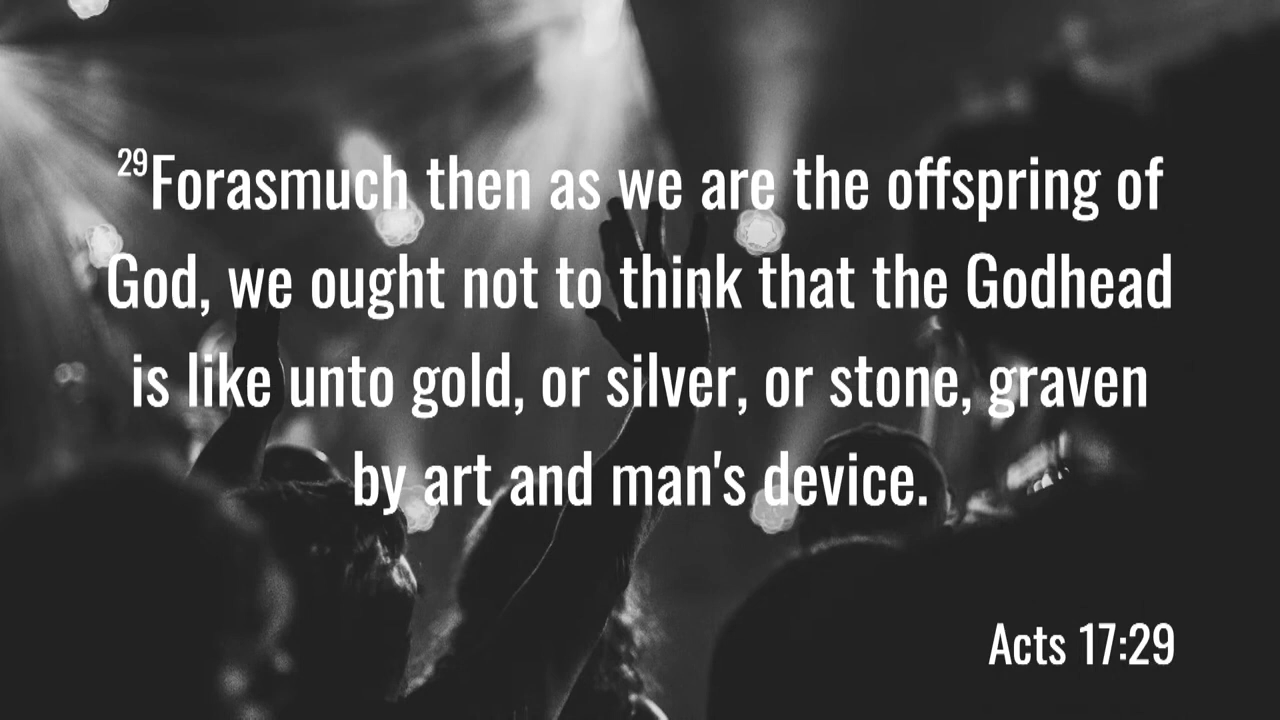 29Forasmuch then as we are the offspring of
God, we ought not to think that the Godhead
is like unto gold, or silver, or stone, graven
by art and man's device.
Acts 17:29